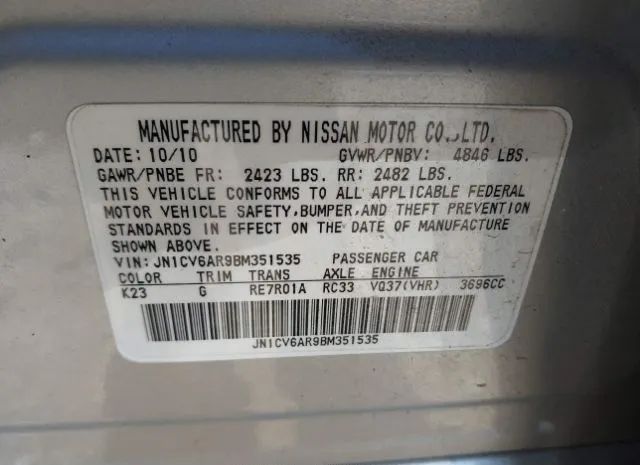 MANUFACTURED BY NISSAN MOTOR CO.,LTD.
DATE: 10/10 GVWR/PNBV: 4846 LBS.
GAWR/PNBE FR: 2423 LBS. RR: 2482 LBS.
THIS VEHICLE CONFORMS TO ALL APPLICABLE FEDERAL
MOTOR VEHICLE SAFETY,BUMPER,AND THEFT PREVENTION
STANDARDS IN EFFECT ON THE DATE OF MANUFACTURE
SHOWN ABOVE.
VIN: JN1CV6AR9BM351535 PASSENGER CAR
COLOR TRIM TRANS AXLE ENGINE
K23 G RE7R01A RC33 VQ37(VHR) 3696CC
JN1CV6AR9BM351535